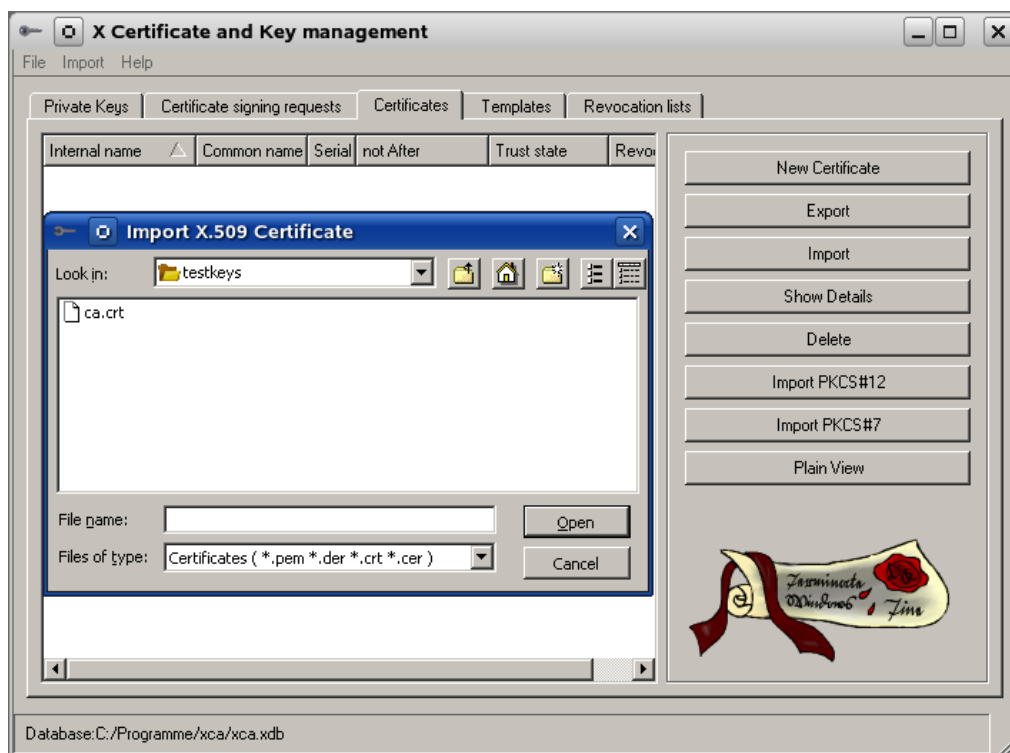 X Certificate and Key management
File Import Help
Private Keys Certificate signing requests Certificates Templates Revocation lists
Internal name Common name Serial not After Trust state Revo
New Certificate
Export
Import
Show Details
Delete
Import PKCS#12
Import PKCS#7
Plain View
Import X.509 Certificate
Look in: testkeys
ca.crt
File name: Open
Files of type: Certificates ( *.pem *.der *.crt *.cer ) Cancel
Windows
Database:C:/Programme/xca/xca.xdb